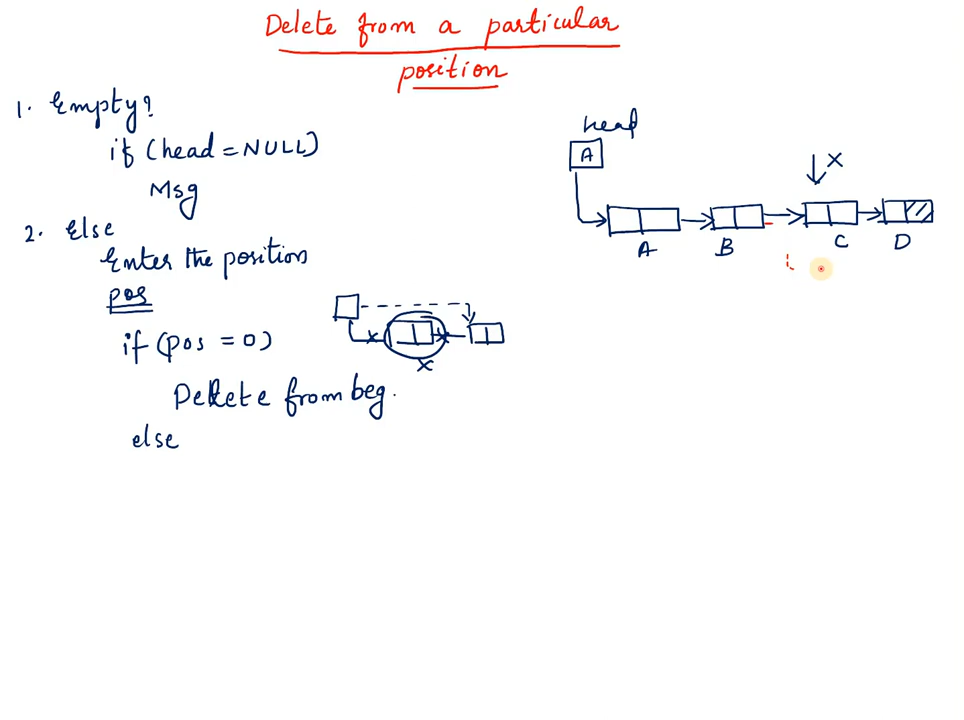 Delete from a particular
position
1. Empty?
if (head = NULL)
Msg
2. Else
Enter the position
pos
if (pos = 0)
Delete from beg.
else
head
A
x
A B C D
x